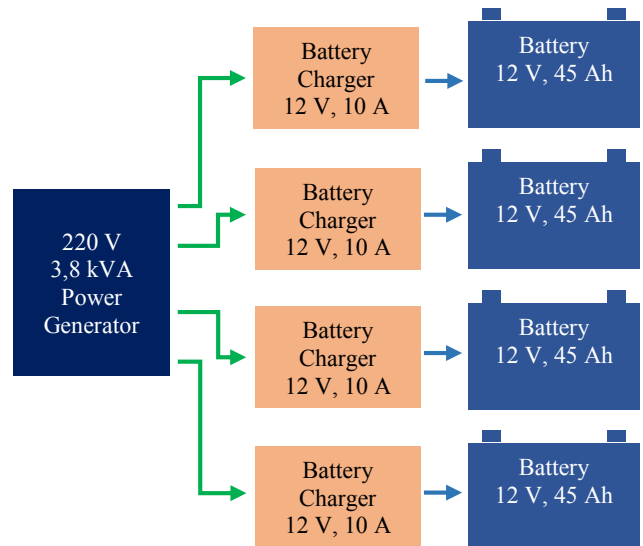 220 V
3,8 kVA
Power
Generator
Battery
Charger
12 V, 10 A
Battery
12 V, 45 Ah
Battery
Charger
12 V, 10 A
Battery
12 V, 45 Ah
Battery
Charger
12 V, 10 A
Battery
12 V, 45 Ah
Battery
Charger
12 V, 10 A
Battery
12 V, 45 Ah